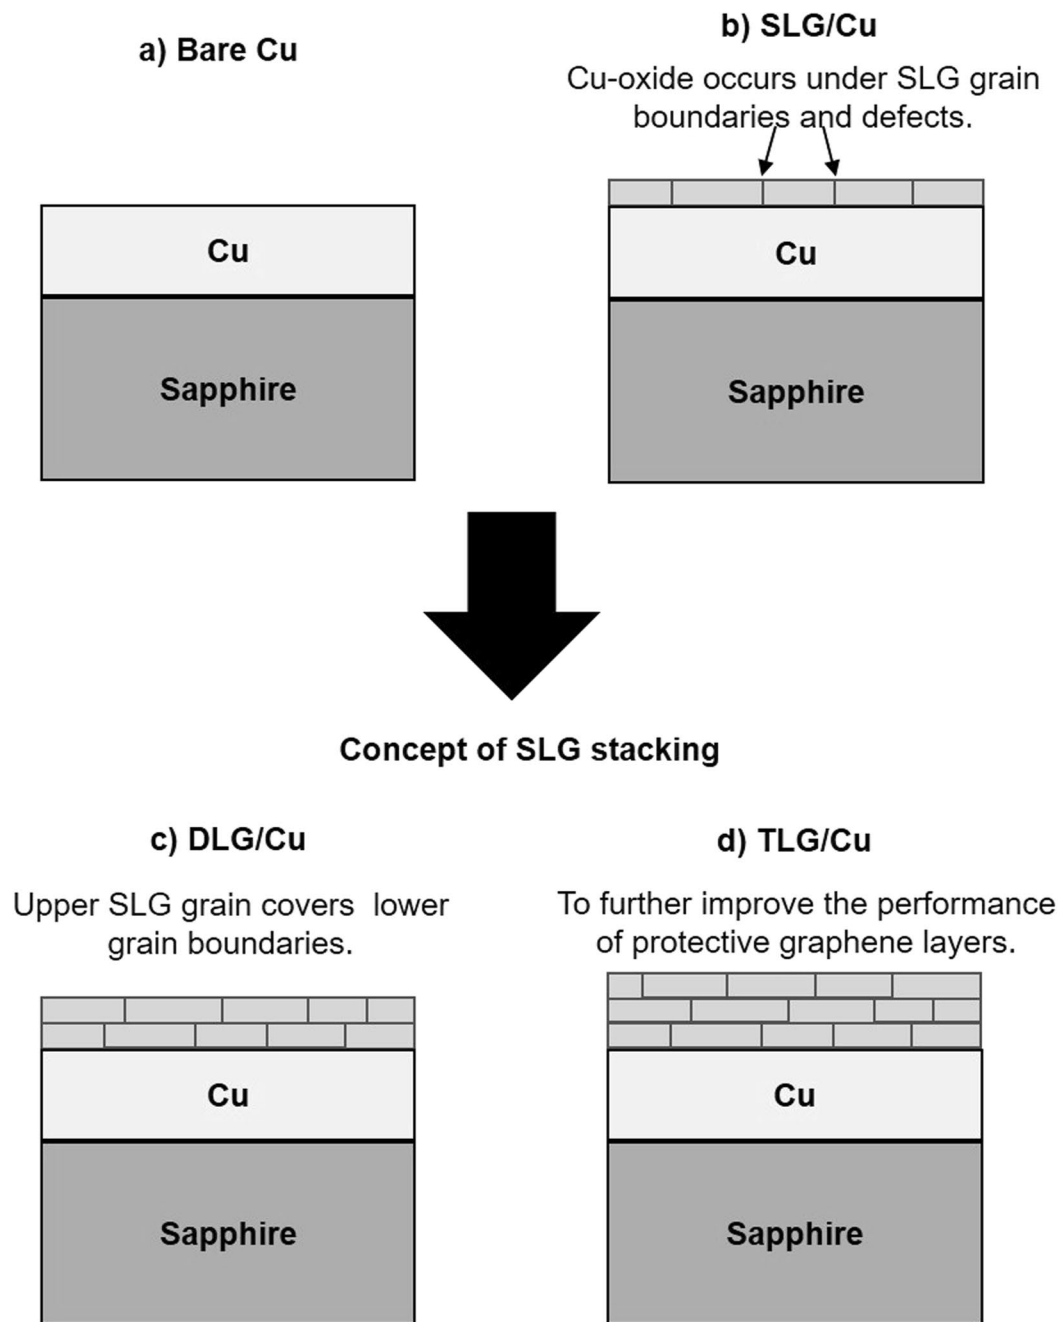 a) Bare Cu
Cu
Sapphire
b) SLG/Cu
Cu-oxide occurs under SLG grain
boundaries and defects.
Cu
Sapphire
Concept of SLG stacking
c) DLG/Cu
Upper SLG grain covers lower
grain boundaries.
Cu
Sapphire
d) TLG/Cu
To further improve the performance
of protective graphene layers.
Cu
Sapphire